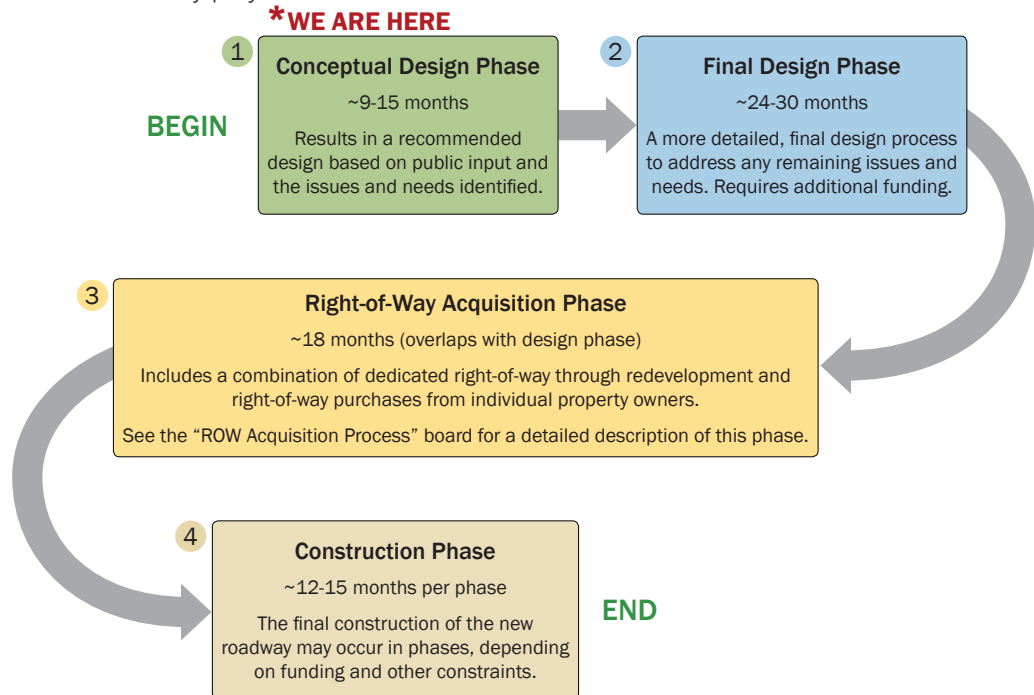 *WE ARE HERE
1
Conceptual Design Phase
~9-15 months
Results in a recommended
design based on public input and
the issues and needs identified.
BEGIN
2
Final Design Phase
~24-30 months
A more detailed, final design process
to address any remaining issues and
needs. Requires additional funding.
3
Right-of-Way Acquisition Phase
~18 months (overlaps with design phase)
Includes a combination of dedicated right-of-way through redevelopment and
right-of-way purchases from individual property owners.
See the “ROW Acquisition Process” board for a detailed description of this phase.
4
Construction Phase
~12-15 months per phase
The final construction of the new
roadway may occur in phases, depending
on funding and other constraints.
END